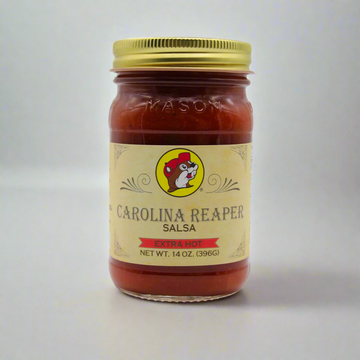 MASON
CAROLINA REAPER
SALSA
EXTRA HOT
NET WT. 14 OZ. (396G)